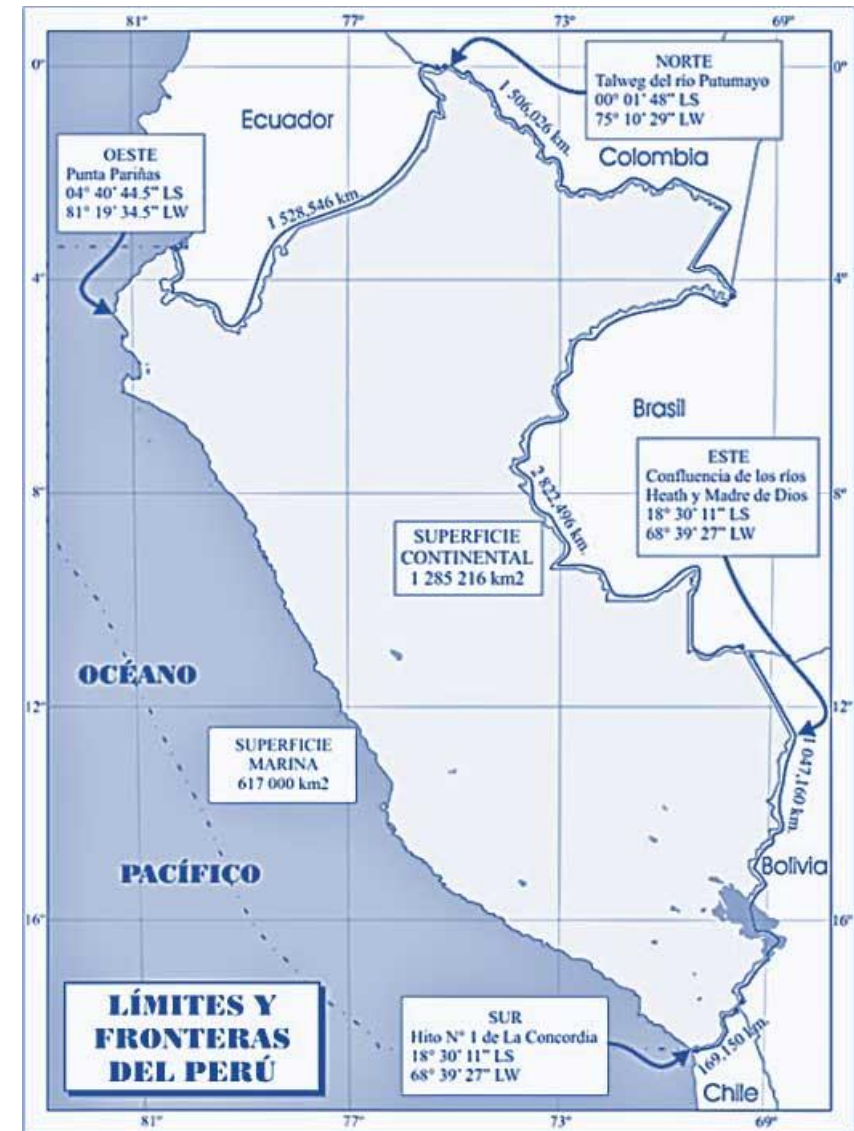 81°
77°
73°
69°
0°
NORTE
Talweg del río Putumayo
00° 01' 48" LS
75° 10' 29" LW
1 506,026 km.
Ecuador
Colombia
OESTE
Punta Pariñas
04° 40' 44.5" LS
81° 19' 34.5" LW
1 528,546 km.
4°
4°
Brasil
ESTE
Confluencia de los ríos
Heath y Madre de Dios
18° 30' 11" LS
68° 39' 27" LW
2 822,496 km.
8°
8°
SUPERFICIE
CONTINENTAL
1 285 216 km2
OCÉANO
12°
12°
SUPERFICIE
MARINA
617 000 km2
1 047,160 km.
PACÍFICO
Bolivia
16°
16°
LÍMITES Y
FRONTERAS
DEL PERÚ
SUR
Hito N° 1 de La Concordia
18° 30' 11" LS
68° 39' 27" LW
169,150 km.
Chile
81°
77°
73°
69°